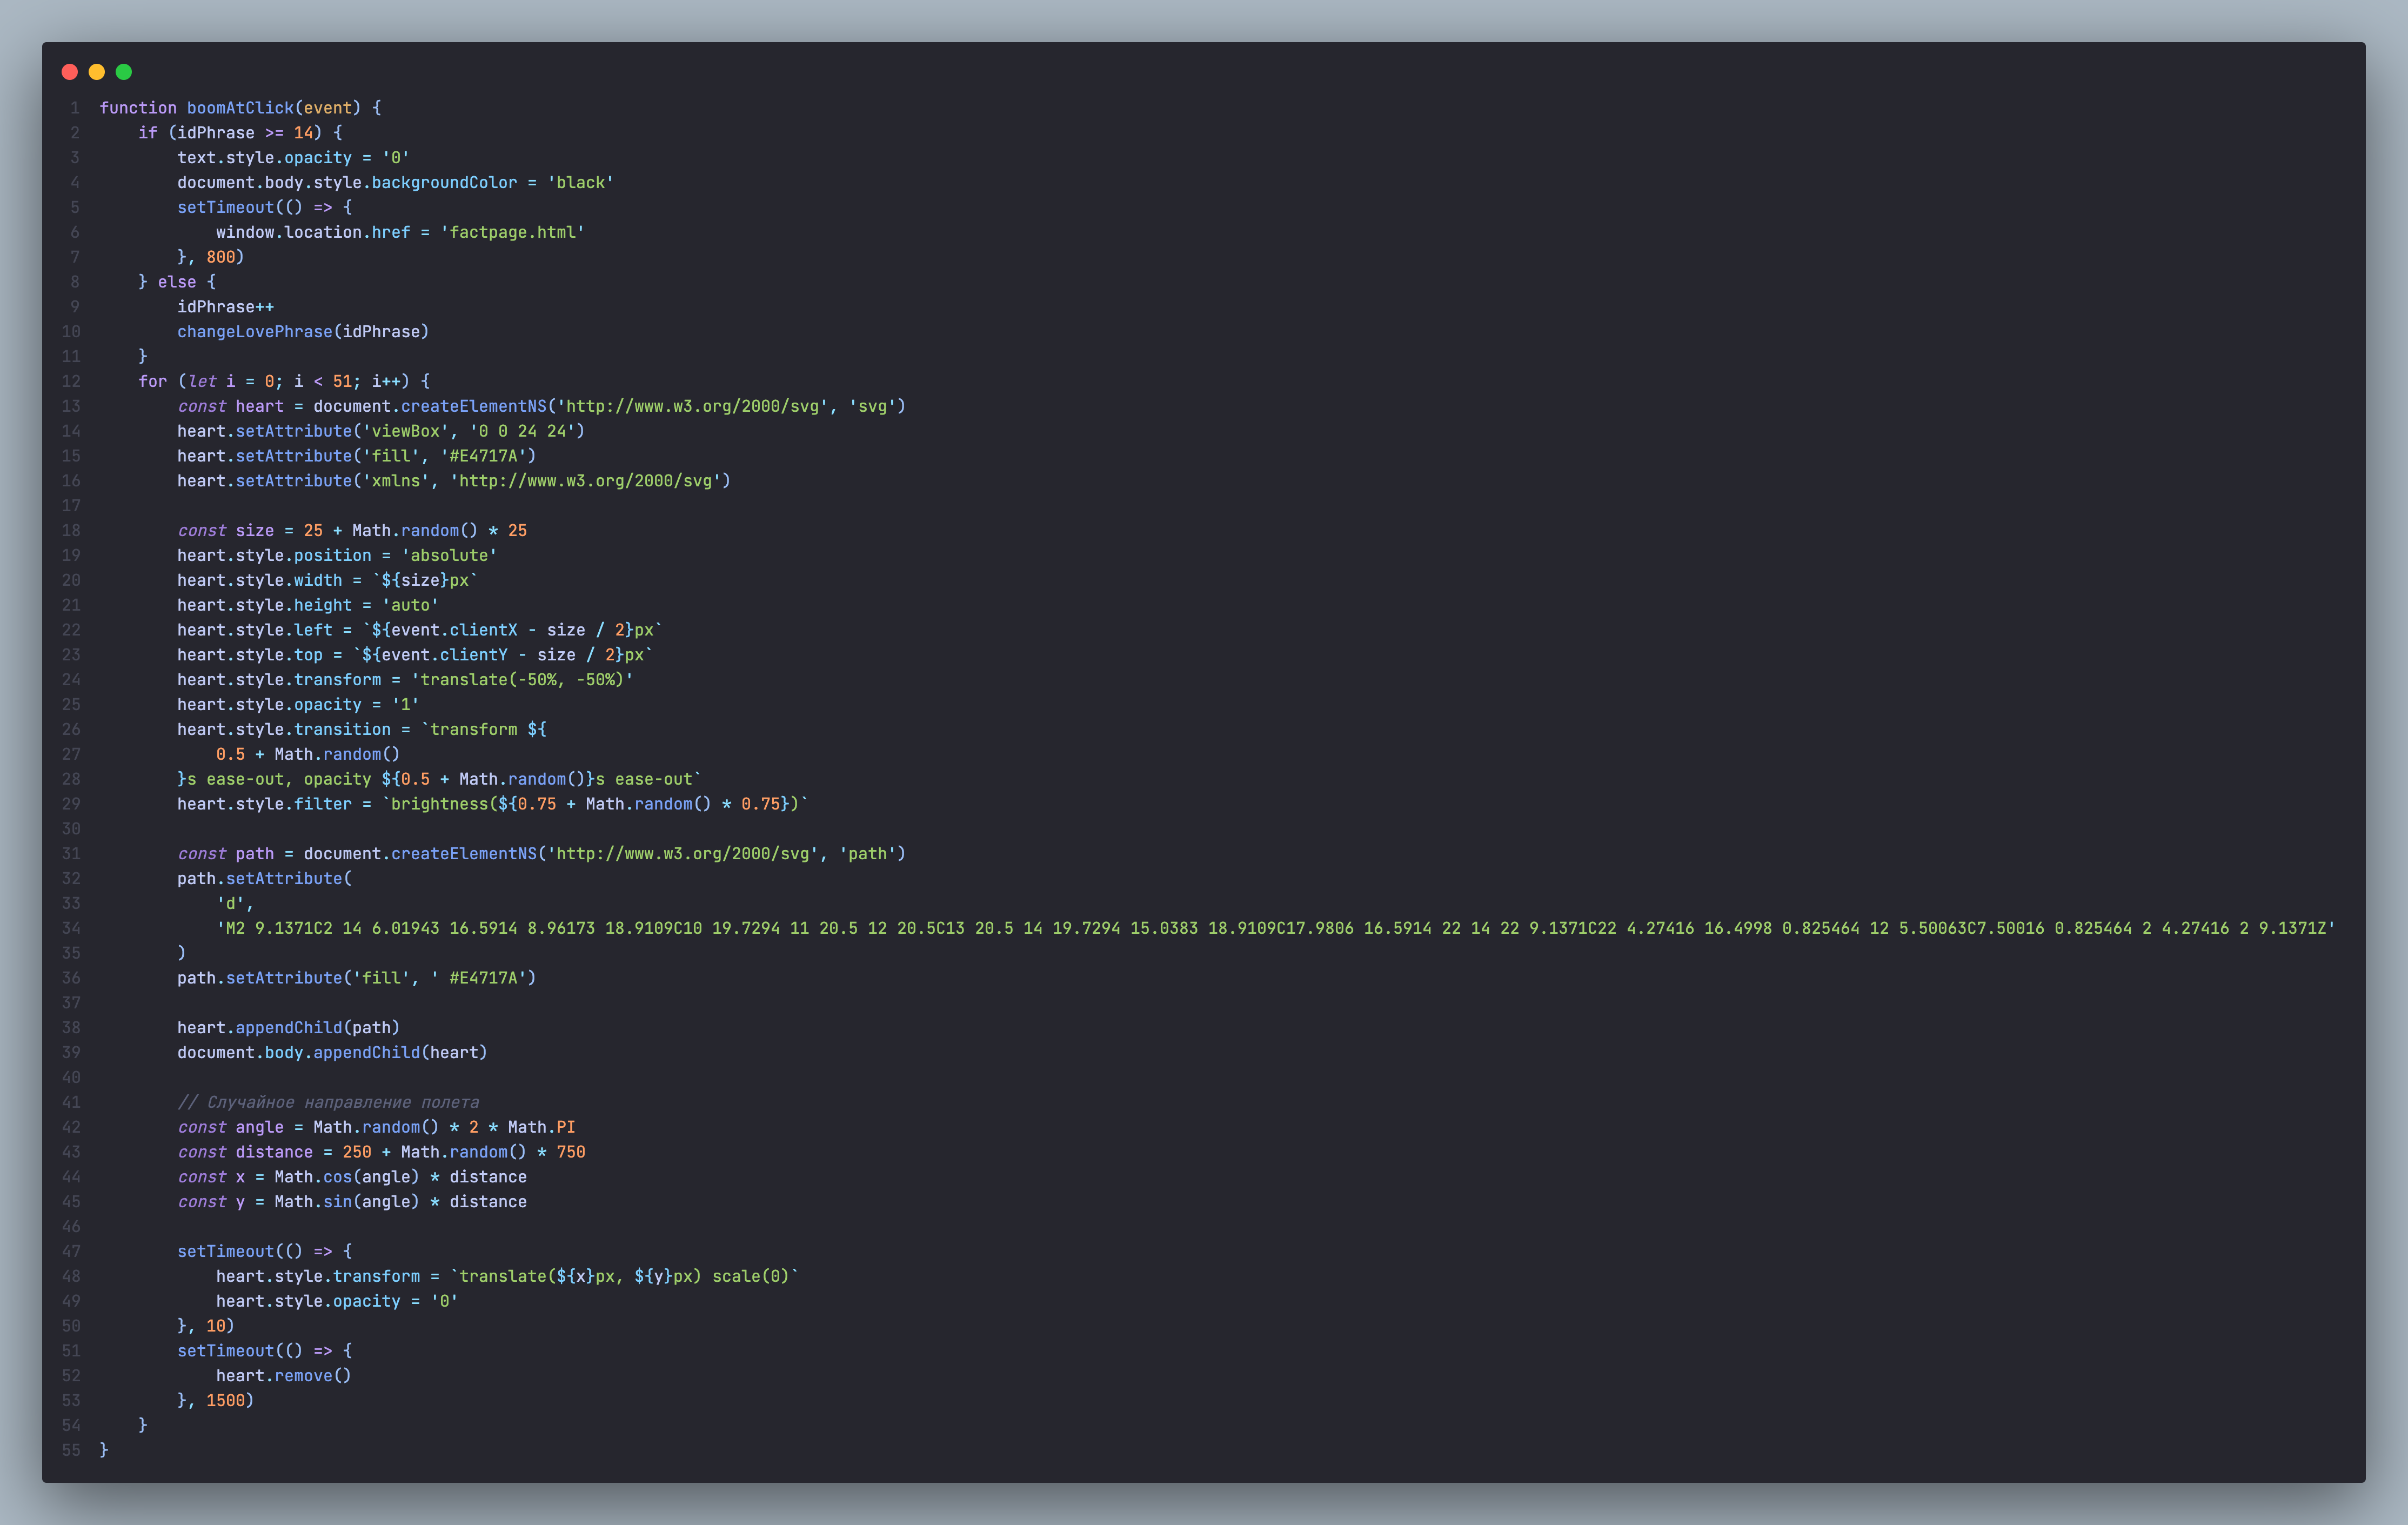 1 function boomAtClick(event) {
2     if (idPhrase >= 14) {
3         text.style.opacity = '0'
4         document.body.style.backgroundColor = 'black'
5         setTimeout(() => {
6             window.location.href = 'factpage.html'
7         }, 800)
8     } else {
9         idPhrase++
10         changeLovePhrase(idPhrase)
11     }
12     for (let i = 0; i < 51; i++) {
13         const heart = document.createElementNS('http://www.w3.org/2000/svg', 'svg')
14         heart.setAttribute('viewBox', '0 0 24 24')
15         heart.setAttribute('fill', '#E4717A')
16         heart.setAttribute('xmlns', 'http://www.w3.org/2000/svg')
17
18         const size = 25 + Math.random() * 25
19         heart.style.position = 'absolute'
20         heart.style.width = `${size}px`
21         heart.style.height = 'auto'
22         heart.style.left = `${event.clientX - size / 2}px`
23         heart.style.top = `${event.clientY - size / 2}px`
24         heart.style.transform = 'translate(-50%, -50%)'
25         heart.style.opacity = '1'
26         heart.style.transition = `transform ${
27             0.5 + Math.random()
28         }s ease-out, opacity ${0.5 + Math.random()}s ease-out`
29         heart.style.filter = `brightness(${0.75 + Math.random() * 0.75})`
30
31         const path = document.createElementNS('http://www.w3.org/2000/svg', 'path')
32         path.setAttribute(
33             'd',
34             'M2 9.1371C2 14 6.01943 16.5914 8.96173 18.9109C10 19.7294 11 20.5 12 20.5C13 20.5 14 19.7294 15.0383 18.9109C17.9806 16.5914 22 14 22 9.1371C22 4.27416 16.4998 0.825464 12 5.50063C7.50016 0.825464 2 4.27416 2 9.1371Z'
35         )
36         path.setAttribute('fill', ' #E4717A')
37
38         heart.appendChild(path)
39         document.body.appendChild(heart)
40
41         // Случайное направление полета
42         const angle = Math.random() * 2 * Math.PI
43         const distance = 250 + Math.random() * 750
44         const x = Math.cos(angle) * distance
45         const y = Math.sin(angle) * distance
46
47         setTimeout(() => {
48             heart.style.transform = `translate(${x}px, ${y}px) scale(0)`
49             heart.style.opacity = '0'
50         }, 10)
51         setTimeout(() => {
52             heart.remove()
53         }, 1500)
54     }
55 }